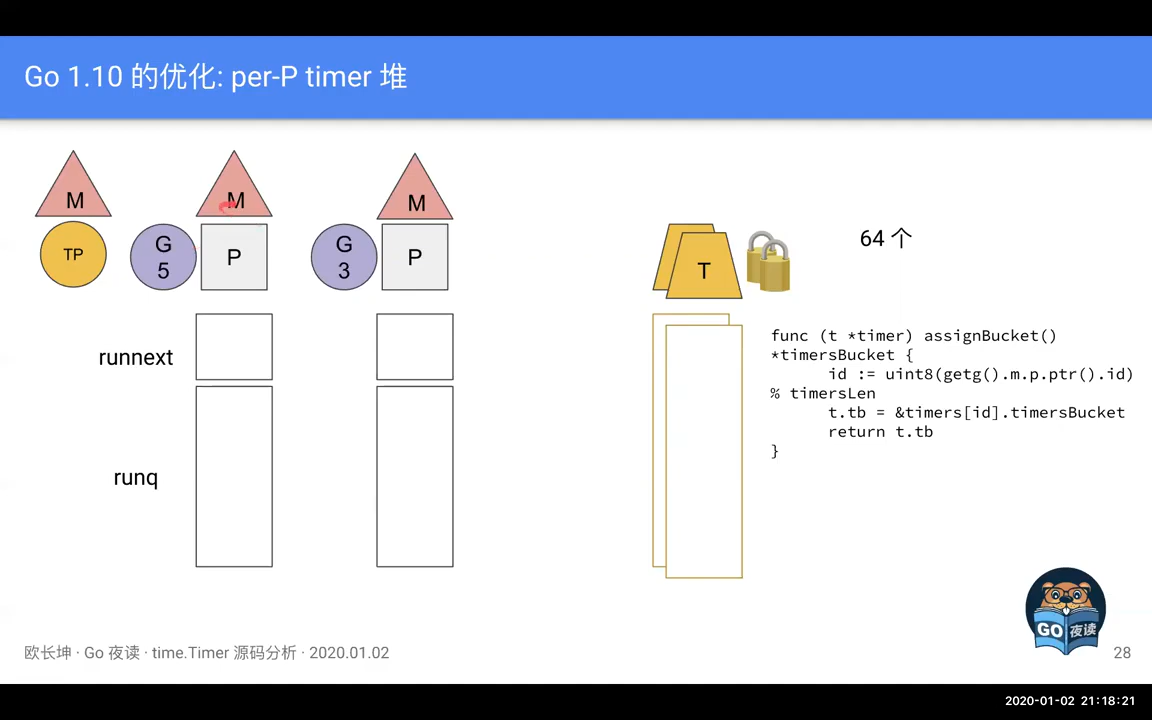 Go 1.10 的优化: per-P timer 堆
M
M
M
TP
G
5
P
G
3
P
T
64 个
runnext
runq
func (t *timer) assignBucket()
*timersBucket {
id := uint8(getg().m.p.ptr().id)
% timersLen
t.tb = &timers[id].timersBucket
return t.tb
}
GO 夜读
欧长坤 · Go 夜读 · time.Timer 源码分析 · 2020.01.02
28
2020-01-02 21:18:21